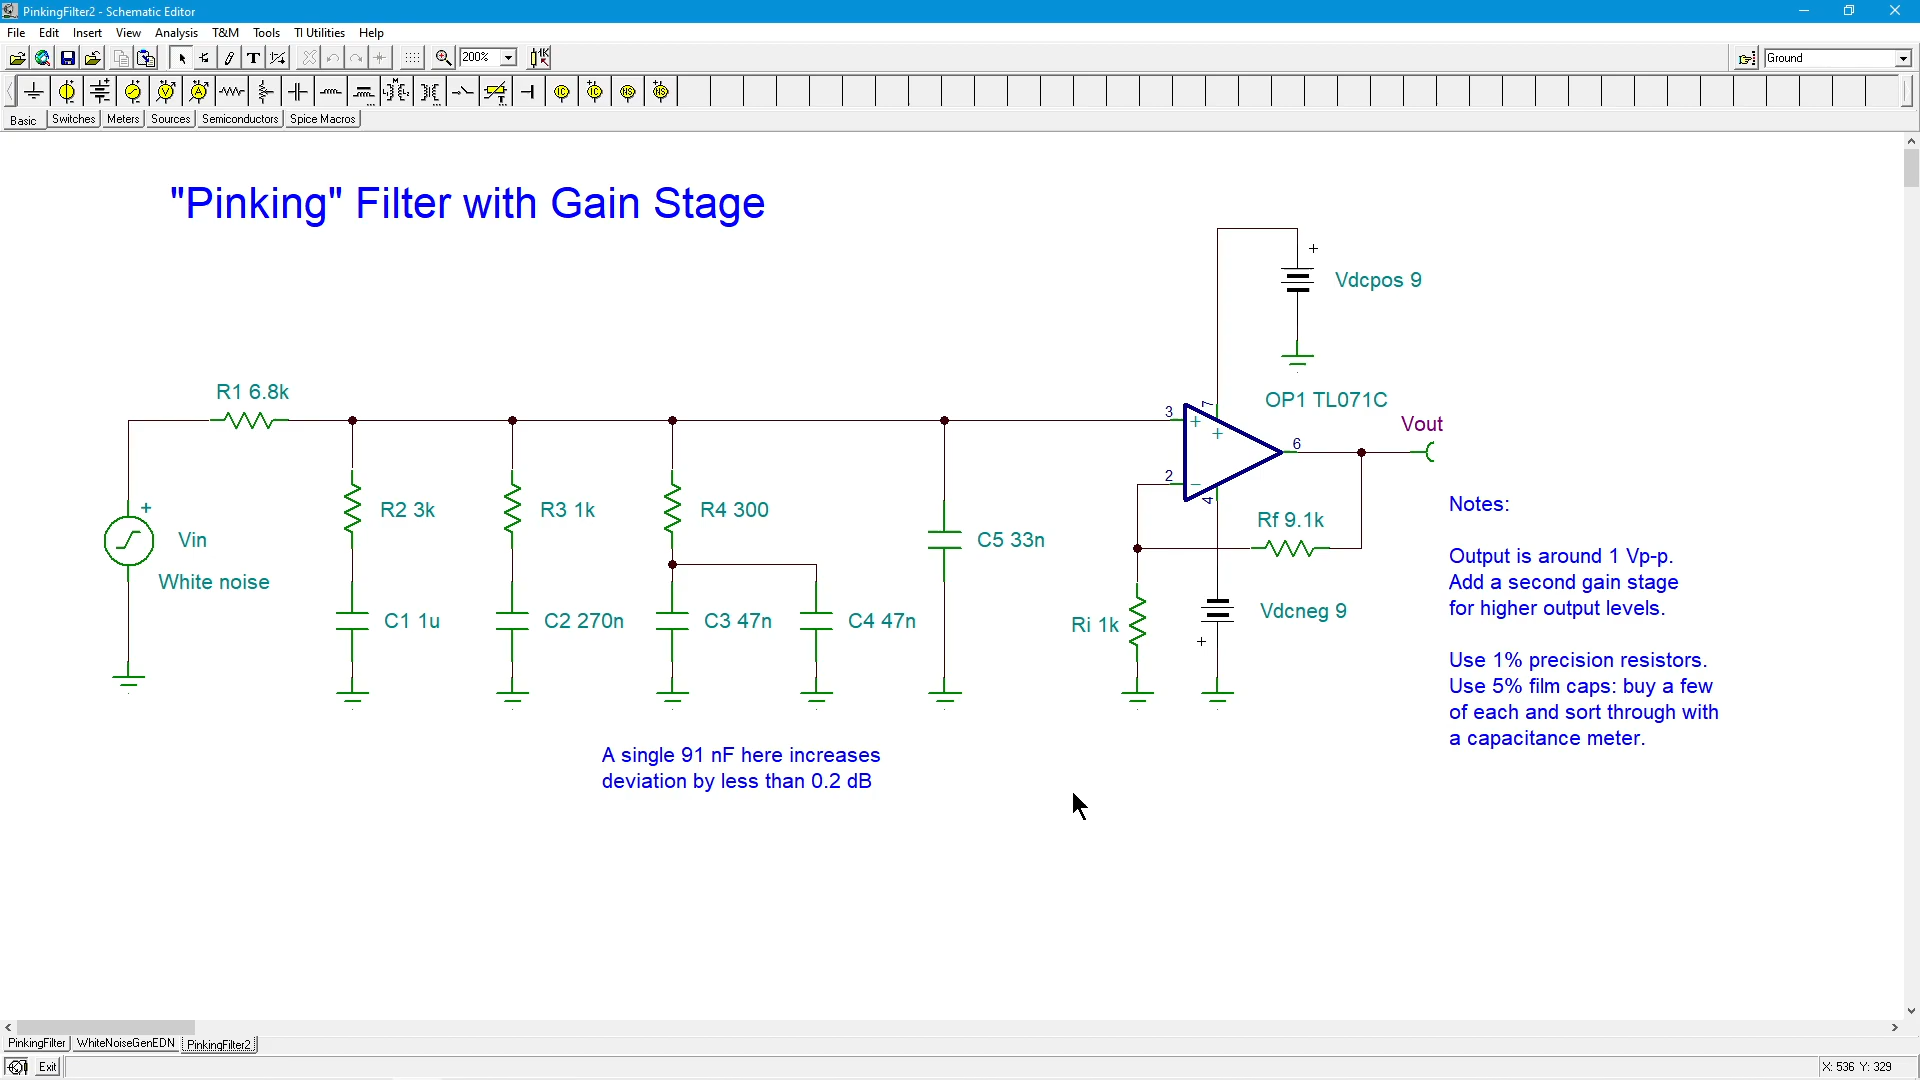 PinkingFilter2 - Schematic Editor
File Edit Insert View Analysis T&M Tools TI Utilities Help
200%
Ground
Basic Switches Meters Sources Semiconductors Spice Macros
"Pinking" Filter with Gain Stage
+
Vdcpos 9
R1 6.8k
OP1 TL071C
Vout
3
7
+
+
6
2
-
4
R2 3k
R3 1k
R4 300
C5 33n
Rf 9.1k
+
Vin
White noise
C1 1u
C2 270n
C3 47n
C4 47n
Ri 1k
Vdcneg 9
+
Notes:
Output is around 1 Vp-p.
Add a second gain stage
for higher output levels.
Use 1% precision resistors.
Use 5% film caps: buy a few
of each and sort through with
a capacitance meter.
A single 91 nF here increases
deviation by less than 0.2 dB
PinkingFilter WhiteNoiseGenEDN PinkingFilter2
Exit
X: 536 Y: 329